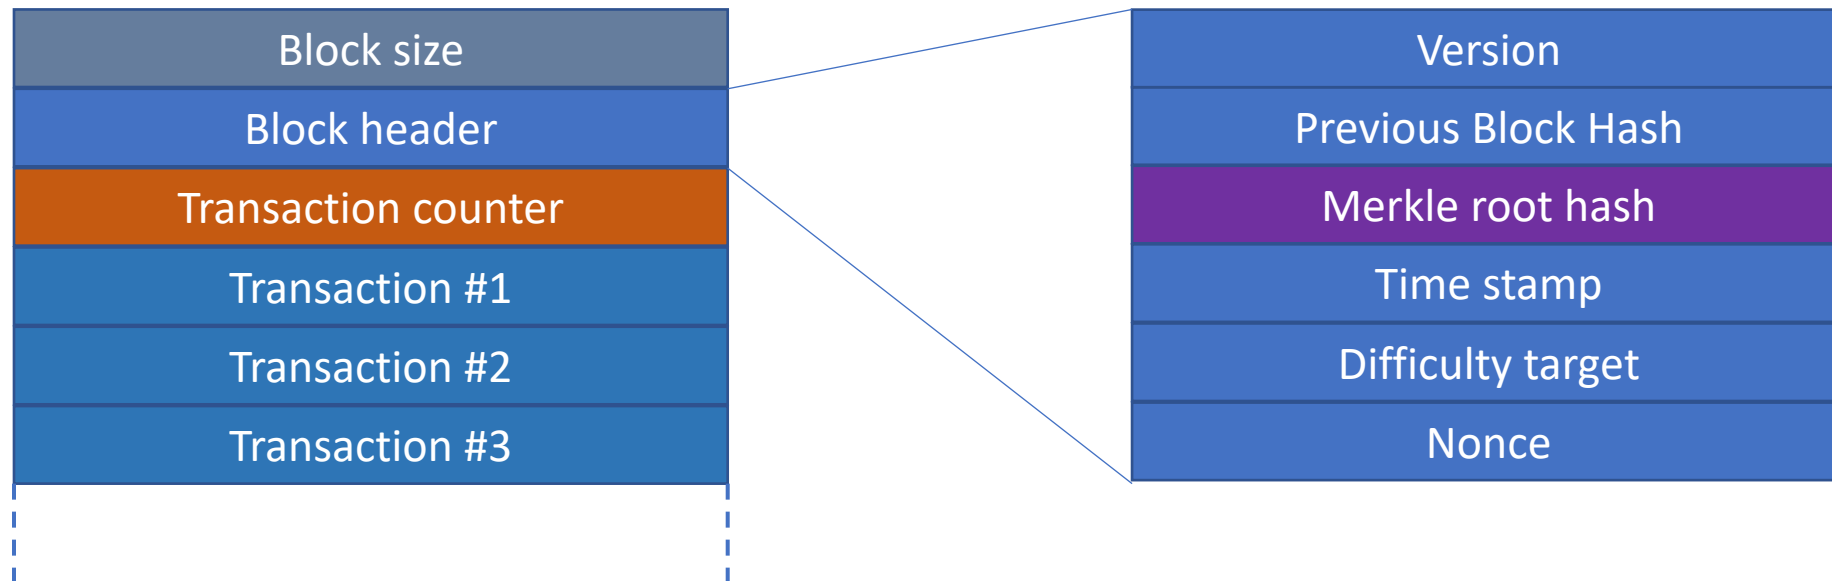 Block size
Block header
Transaction counter
Transaction #1
Transaction #2
Transaction #3
Version
Previous Block Hash
Merkle root hash
Time stamp
Difficulty target
Nonce